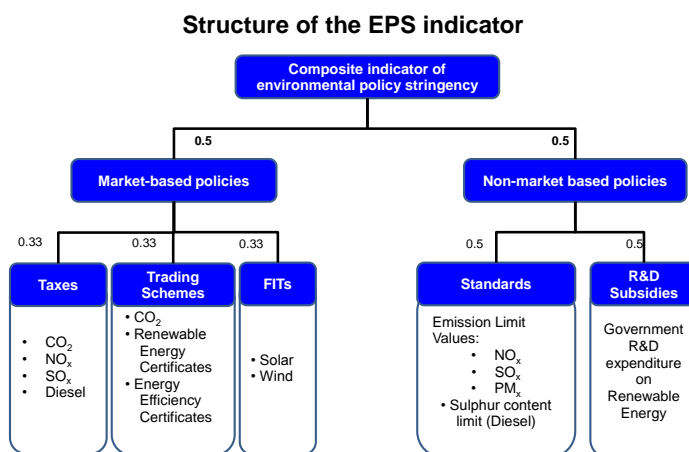 Structure of the EPS indicator
Composite indicator of
environmental policy stringency
0.5
0.5
Market-based policies
Non-market based policies
0.33
0.33
0.33
0.5
0.5
Taxes
• CO₂
• NOₓ
• SOₓ
• Diesel
Trading
Schemes
• CO₂
• Renewable
Energy
Certificates
• Energy
Efficiency
Certificates
FITs
• Solar
• Wind
Standards
Emission Limit
Values:
• NOₓ
• SOₓ
• PMₓ
• Sulphur content
limit (Diesel)
R&D
Subsidies
Government
R&D
expenditure
on
Renewable
Energy